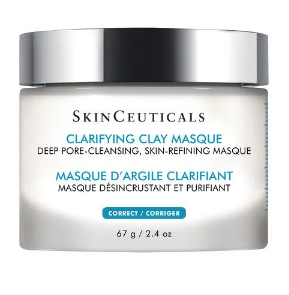 SKINCEUTICALS
CLARIFYING CLAY MASQUE
DEEP PORE-CLEANSING, SKIN-REFINING MASQUE
MASQUE D'ARGILE CLARIFIANT
MASQUE DÉSINCRUSTANT ET PURIFIANT
CORRECT / CORRIGER
67 g / 2.4 oz